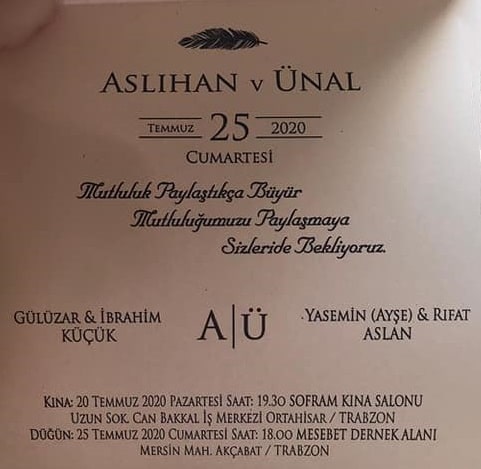 ASLIHAN V ÜNAL
TEMMUZ 25 2020
CUMARTESİ
Mutluluk Paylaştıkça Büyür
Mutluluğumuzu Paylaşmaya
Sizleride Bekliyoruz.
GÜLÜZAR & İBRAHİM
KÜÇÜK
A|Ü
YASEMİN (AYŞE) & RIFAT
ASLAN
KINA: 20 TEMMUZ 2020 PAZARTESİ SAAT: 19.30 SOFRAM KINA SALONU
UZUN SOK. CAN BAKKAL İŞ MERKEZİ ORTAHİSAR / TRABZON
DÜĞÜN: 25 TEMMUZ 2020 CUMARTESİ SAAT: 18.00 MESEBET DERNEK ALANI
MERSİN MAH. AKÇABAT / TRABZON